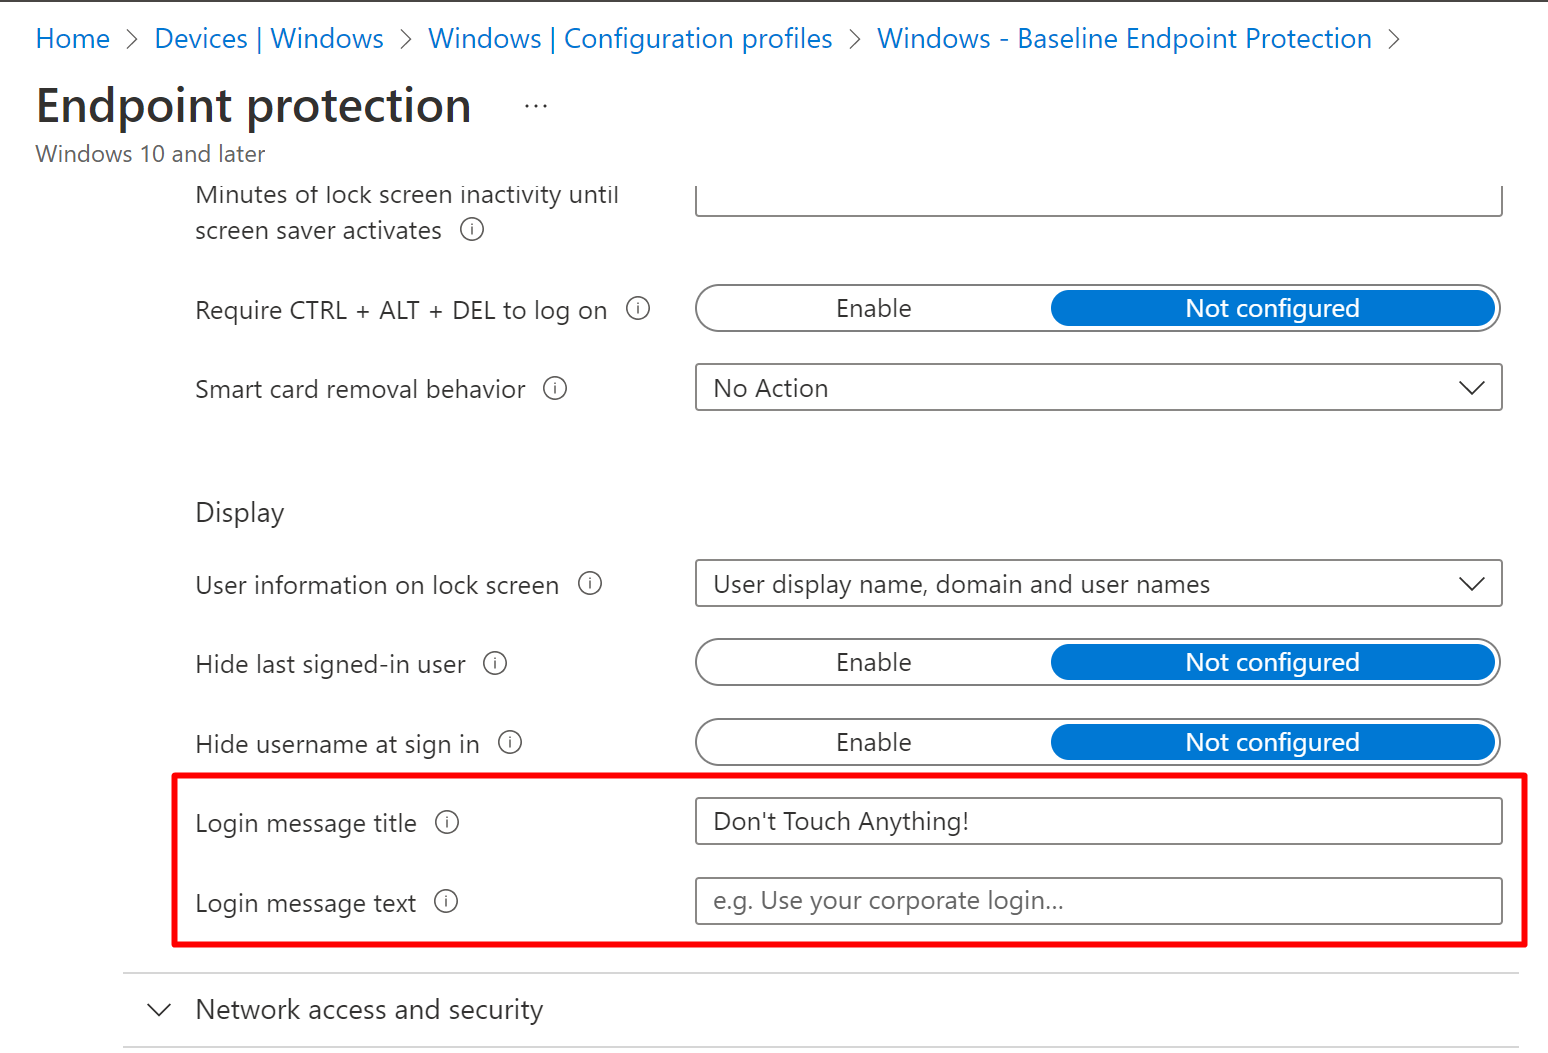 Home > Devices | Windows > Windows | Configuration profiles > Windows - Baseline Endpoint Protection >
Endpoint protection ...
Windows 10 and later
Minutes of lock screen inactivity until
screen saver activates
Require CTRL + ALT + DEL to log on Enable Not configured
Smart card removal behavior No Action
Display
User information on lock screen User display name, domain and user names
Hide last signed-in user Enable Not configured
Hide username at sign in Enable Not configured
Login message title Don't Touch Anything!
Login message text e.g. Use your corporate login...
Network access and security